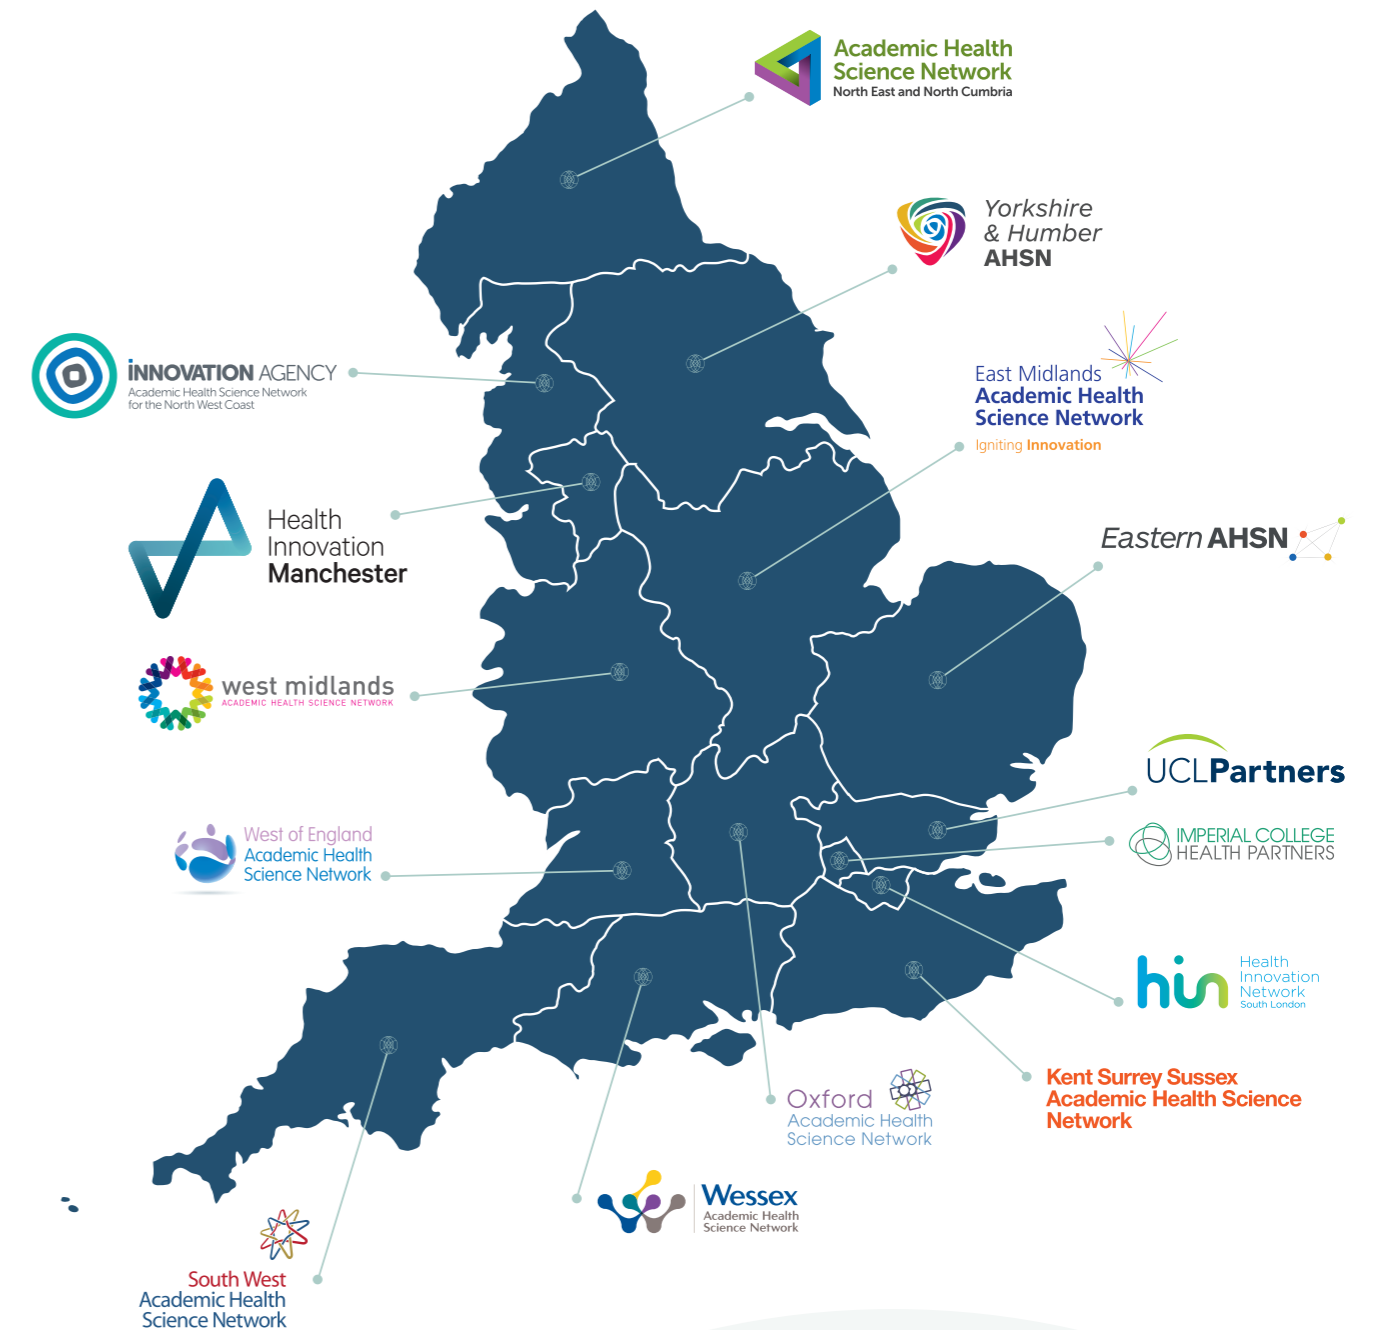 Academic Health
Science Network
North East and North Cumbria
Yorkshire
& Humber
AHSN
East Midlands
Academic Health
Science Network
Igniting Innovation
INNOVATION AGENCY
Academic Health Science Network
for the North West Coast
Health
Innovation
Manchester
Eastern AHSN
west midlands
ACADEMIC HEALTH SCIENCE NETWORK
UCLPartners
West of England
Academic Health
Science Network
IMPERIAL COLLEGE
HEALTH PARTNERS
hin
Health
Innovation
Network
South London
Kent Surrey Sussex
Academic Health Science
Network
Oxford
Academic Health
Science Network
Wessex
Academic Health
Science Network
South West
Academic Health
Science Network